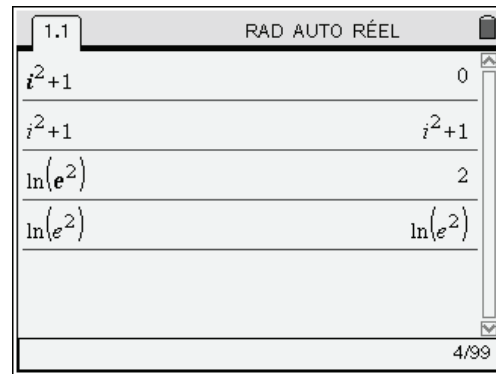 1.1 RAD AUTO RÉEL
i²+1 0
i²+1 i²+1
ln(e²) 2
ln(e²) ln(e²)
4/99